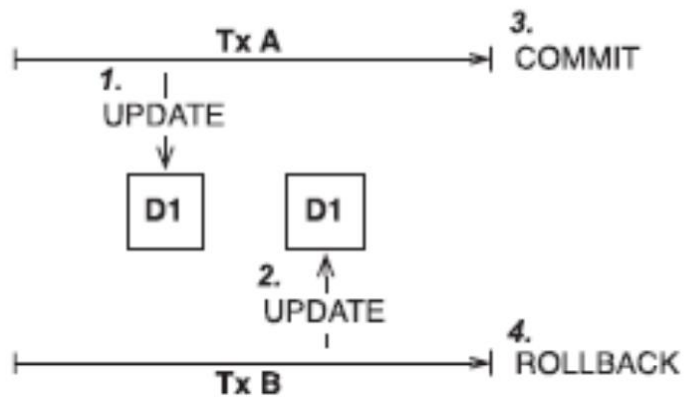 Tx A
3.
COMMIT
1.
UPDATE
D1 D1
2.
UPDATE
4.
ROLLBACK
Tx B